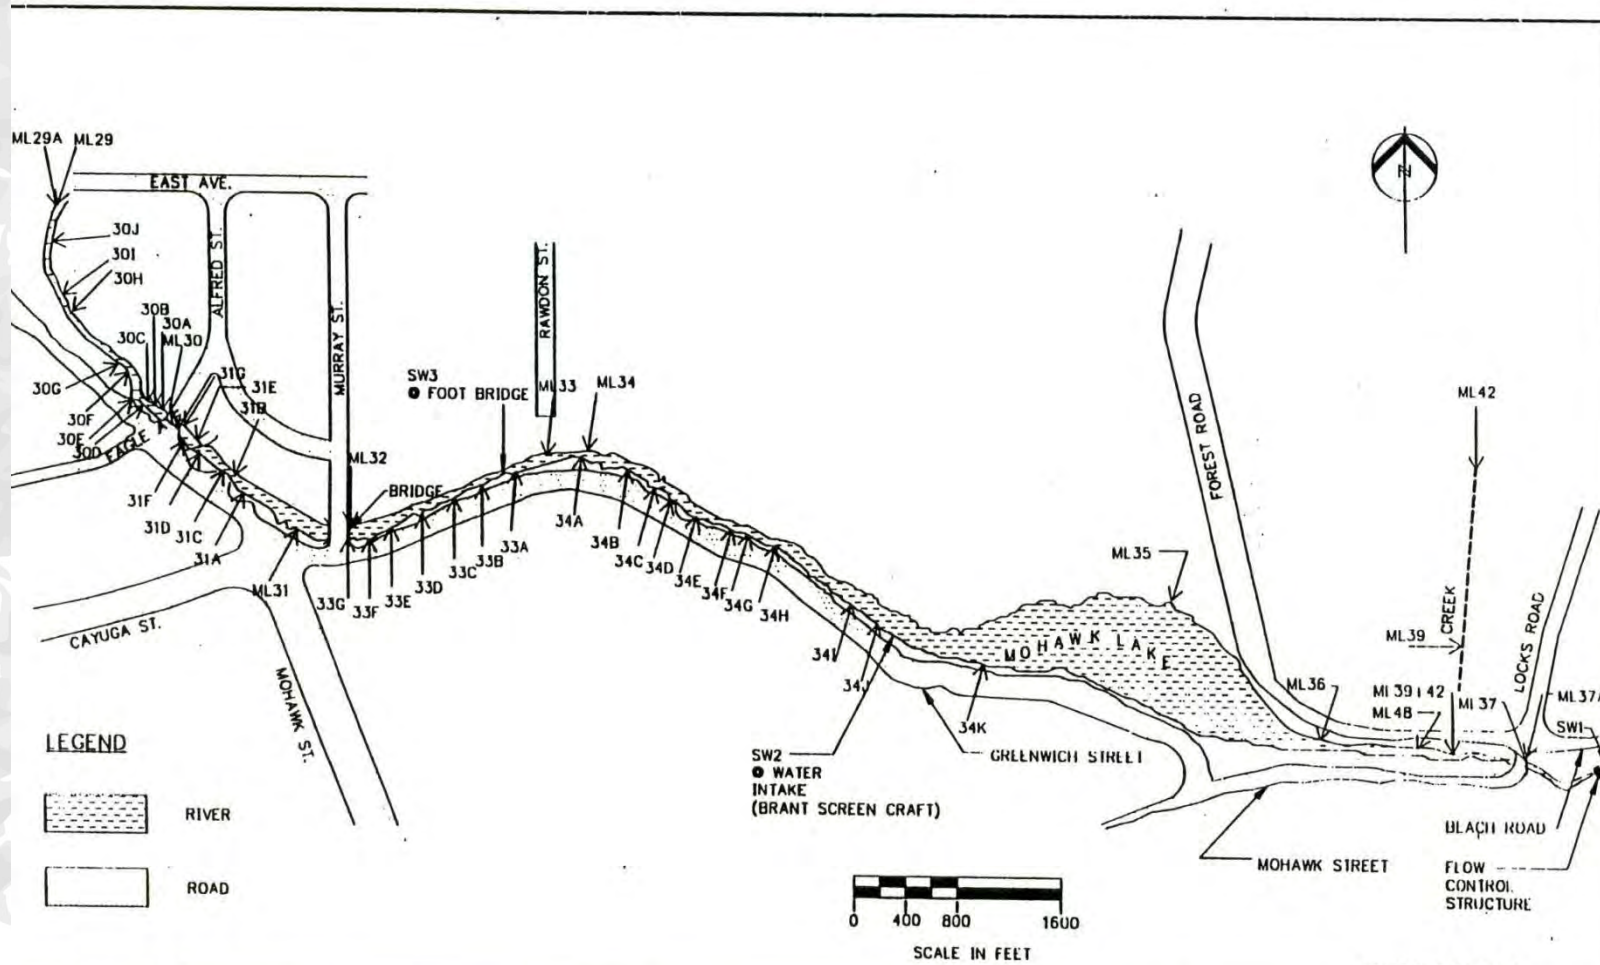 ML29A ML29
EAST AVE.
30J
30I
30H
ALFRED ST.
MURRAY ST.
RAWDON ST.
N
30B
30A
30C
ML30
30G
30F
30E
30D
EAGLE
31G
31E
31B
31F
31D
31C
31A
ML31
ML32
BRIDGE
SW3
FOOT BRIDGE
ML33
ML34
33G
33F
33E
33D
33C
33B
33A
34A
34B
34C
34D
34E
34F
34G
34H
34I
34J
34K
CAYUGA ST.
MOHAWK ST.
FOREST ROAD
ML35
MOHAWK LAKE
ML42
CREEK
ML39
LOCKS ROAD
ML36
ML39 42
ML48
ML37
ML37A
SW1
SW2
WATER
INTAKE
(BRANT SCREEN CRAFT)
GREENWICH STREET
MOHAWK STREET
ROAD
FLOW
CONTROL
STRUCTURE
LEGEND
RIVER
ROAD
0 400 800 1600
SCALE IN FEET